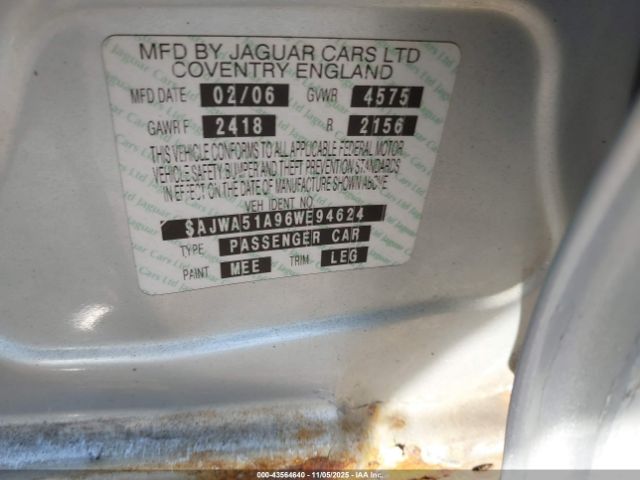 MFD BY JAGUAR CARS LTD
COVENTRY ENGLAND
MFD DATE 02/06 GVWR 4575
GAWR F 2418 R 2156
THIS VEHICLE CONFORMS TO ALL APPLICABLE FEDERAL MOTOR
VEHICLE SAFETY BUMPER AND THEFT PREVENTION STANDARDS
IN EFFECT ON THE DATE OF MANUFACTURE SHOWN ABOVE
VEH IDENT NO.
SAJWA51A96WE94624
TYPE PASSENGER CAR
PAINT MEE TRIM LEG
000-43564640 - 11/05/2025 - IAAI.COM